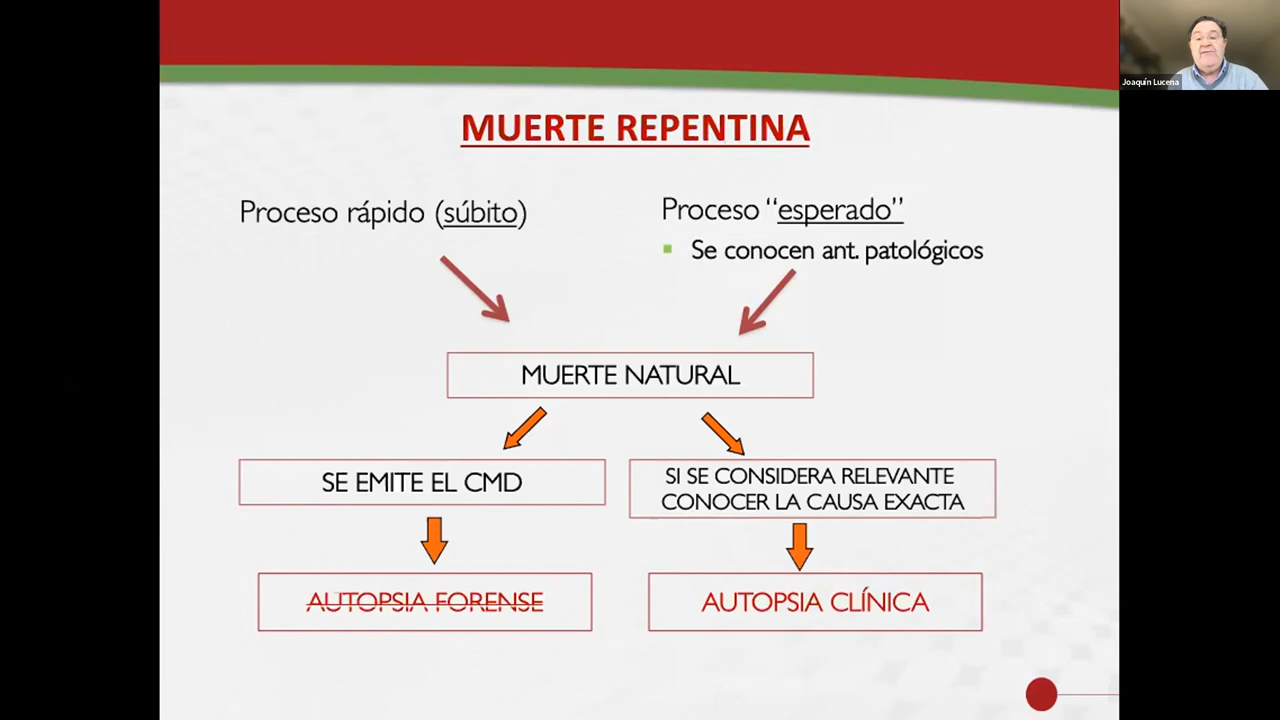 Joaquín Lucena
MUERTE REPENTINA
Proceso rápido (súbito)
Proceso “esperado”
Se conocen ant. patológicos
MUERTE NATURAL
SE EMITE EL CMD
SI SE CONSIDERA RELEVANTE
CONOCER LA CAUSA EXACTA
AUTOPSIA FORENSE
AUTOPSIA CLÍNICA